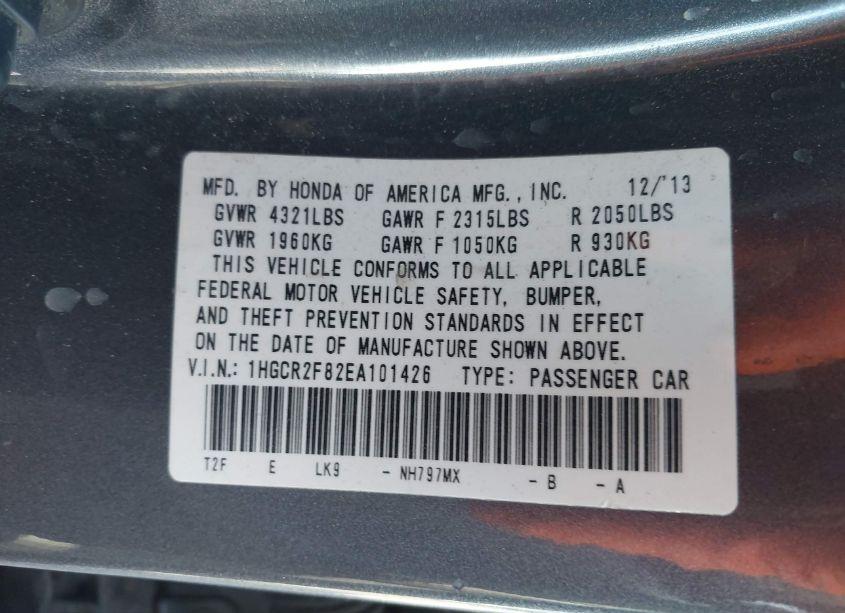 MFD. BY HONDA OF AMERICA MFG., INC. 12/'13
GVWR 4321LBS GAWR F 2315LBS R 2050LBS
GVWR 1960KG GAWR F 1050KG R 930KG
THIS VEHICLE CONFORMS TO ALL APPLICABLE
FEDERAL MOTOR VEHICLE SAFETY, BUMPER,
AND THEFT PREVENTION STANDARDS IN EFFECT
ON THE DATE OF MANUFACTURE SHOWN ABOVE.
V.I.N.: 1HGCR2F82EA101426 TYPE: PASSENGER CAR
T2F E LK9 - NH797MX - B - A